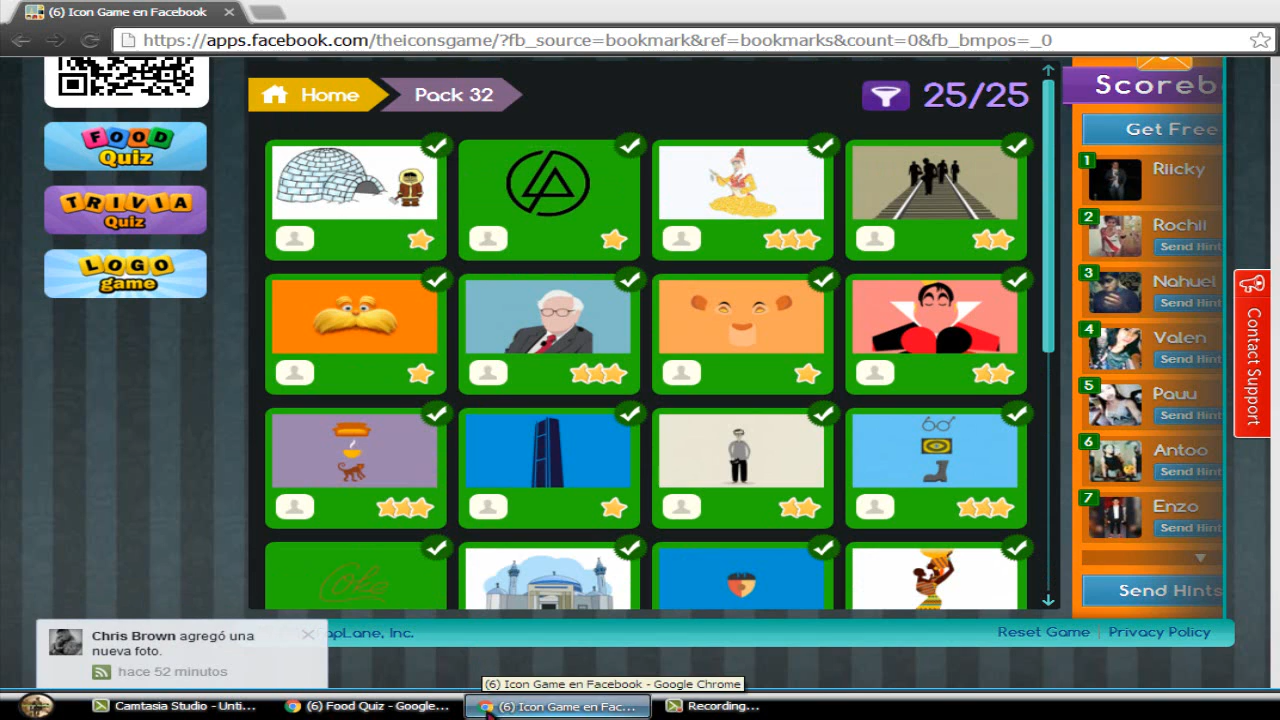 (6) Icon Game en Facebook
https://apps.facebook.com/theiconsgame/?fb_source=bookmark&ref=bookmarks&count=0&fb_bmpos=_0
FOOD
Quiz
TRIVIA
Quiz
LOGO
game
Home
Pack 32
25/25
Coke
Scoreb
Get Free
1
Riicky
2
Rochii
Send Hint
3
Nahuel
Send Hint
4
Valen
Send Hint
5
Pauu
Send Hint
6
Antoo
Send Hint
7
Enzo
Send Hint
Send Hints
Contact Support
Lane, Inc.
Reset Game | Privacy Policy
Chris Brown agregó una
nueva foto.
hace 52 minutos
(6) Icon Game en Facebook - Google Chrome
Camtasia Studio - Unti...
(6) Food Quiz - Google...
(6) Icon Game en Fac...
Recording...